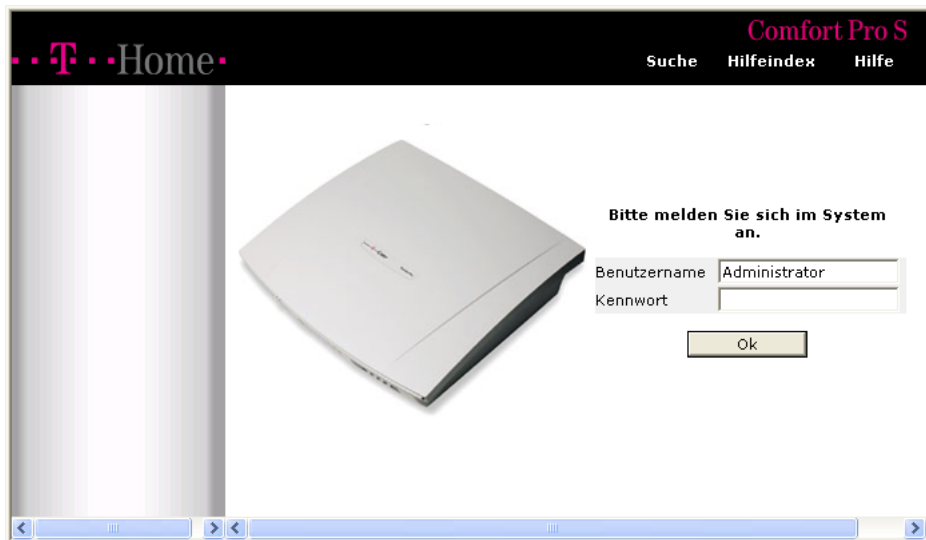 Comfort Pro S
··T··Home·
Suche Hilfeindex Hilfe
Bitte melden Sie sich im System
an.
Benutzername Administrator
Kennwort
Ok